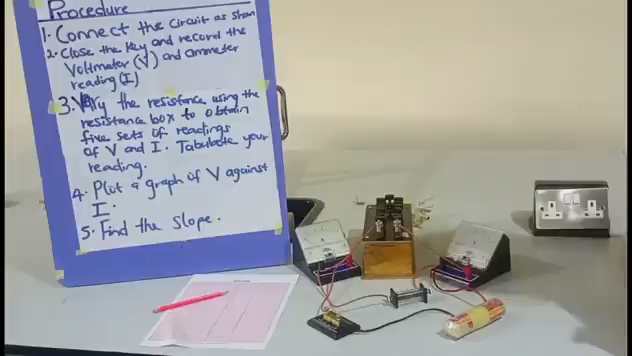 Procedure
1. Connect the circuit as shown
2. Close the key and record the
Voltmeter (V) and ammeter
reading (I)
3. Vary the resistance using the
resistance box to obtain
five sets of readings
of V and I. Tabulate your
reading.
4. Plot a graph of V against
I.
5. Find the slope.